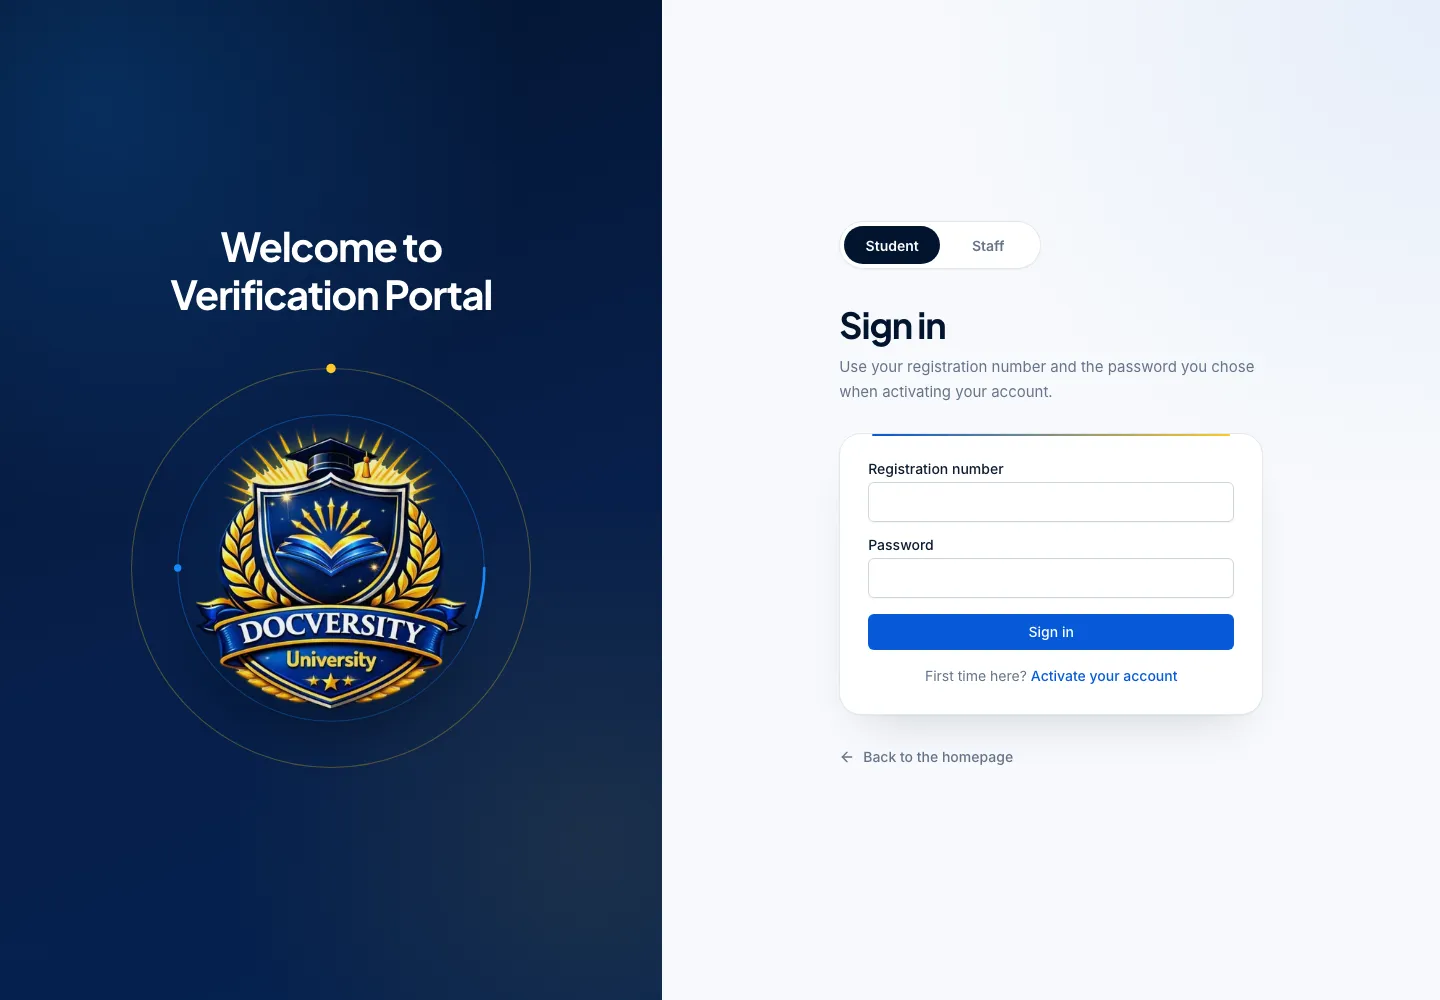 Welcome to
Verification Portal
DOCVERSITY
University
Student
Staff
Sign in
Use your registration number and the password you chose
when activating your account.
Registration number
Password
Sign in
First time here? Activate your account
Back to the homepage